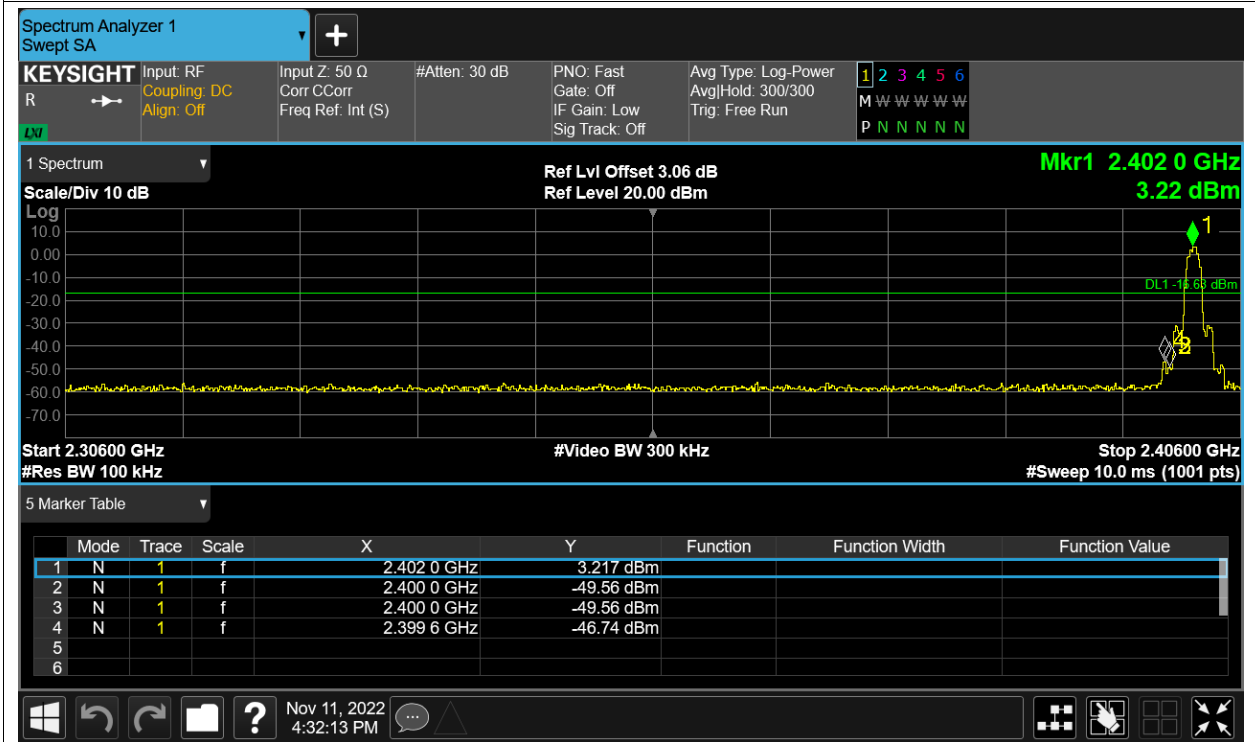 Spectrum Analyzer 1
Swept SA
+
KEYSIGHT Input: RF Input Z: 50 Ω #Atten: 30 dB PNO: Fast Avg Type: Log-Power 1 2 3 4 5 6
R Coupling: DC Corr CCorr Gate: Off Avg|Hold: 300/300 M W W W W W
Align: Off Freq Ref: Int (S) IF Gain: Low Trig: Free Run
LXI Sig Track: Off P N N N N N
1 Spectrum Ref Lvl Offset 3.06 dB Mkr1 2.402 0 GHz
Scale/Div 10 dB Ref Level 20.00 dBm 3.22 dBm
Log
1
10.0
0.00
-10.0
DL1 -16.63 dBm
-20.0
-30.0
-40.0
-50.0
-60.0
-70.0
Start 2.30600 GHz #Video BW 300 kHz Stop 2.40600 GHz
#Res BW 100 kHz #Sweep 10.0 ms (1001 pts)
5 Marker Table
Mode Trace Scale X Y Function Function Width Function Value
1 N 1 f 2.402 0 GHz 3.217 dBm
2 N 1 f 2.400 0 GHz -49.56 dBm
3 N 1 f 2.400 0 GHz -49.56 dBm
4 N 1 f 2.399 6 GHz -46.74 dBm
5
6
? Nov 11, 2022
4:32:13 PM